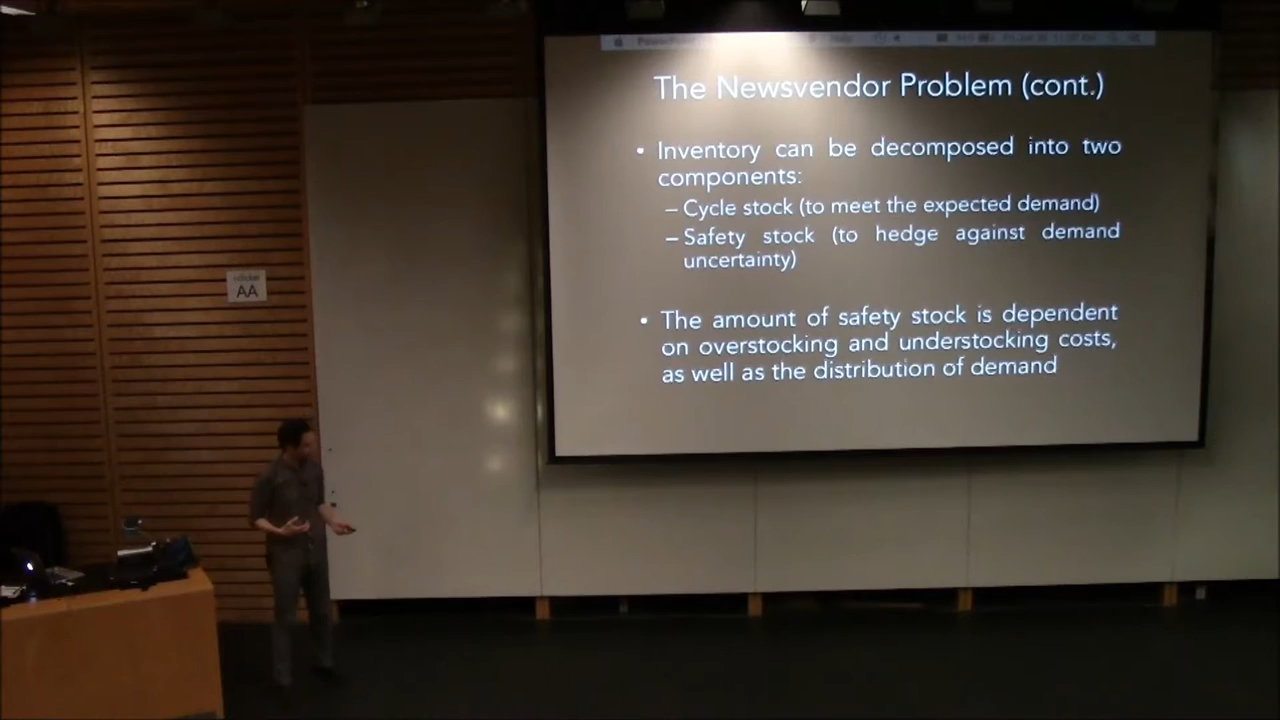 The Newsvendor Problem (cont.)
• Inventory can be decomposed into two
components:
– Cycle stock (to meet the expected demand)
– Safety stock (to hedge against demand
uncertainty)
• The amount of safety stock is dependent
on overstocking and understocking costs,
as well as the distribution of demand
AA